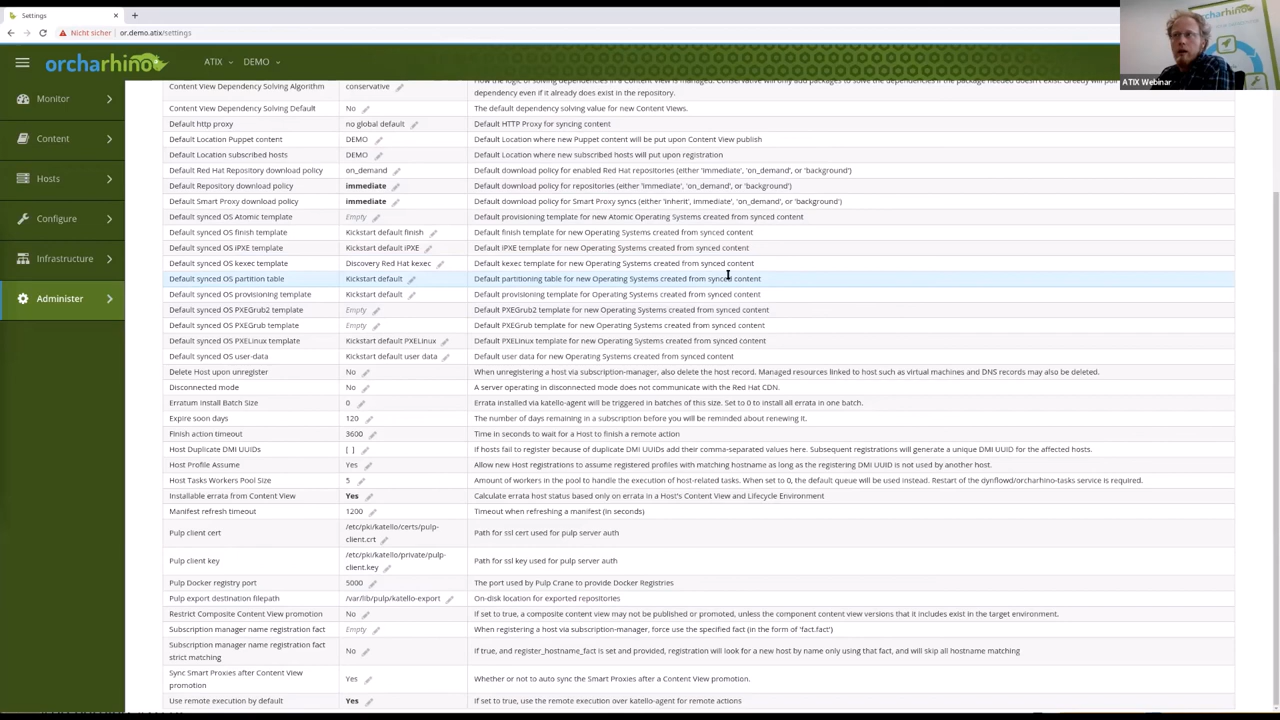 Settings
Nicht sicher or.demo.atix/settings
orcharhino ATIX DEMO
orcharhino
ATIX Webinar
Monitor
Content
Hosts
Configure
Infrastructure
Administer
How the logic of solving dependencies in a Content View is managed. Conservative will only add packages to solve the dependencies if the package needed doesn't exist. Greedy will pull
Content View Dependency Solving Algorithm conservative
dependency even if it already does exist in the repository.
Content View Dependency Solving Default No The default dependency solving value for new Content Views.
Default http proxy no global default Default HTTP Proxy for syncing content
Default Location Puppet content DEMO Default Location where new Puppet content will be put upon Content View publish
Default Location subscribed hosts DEMO Default Location where new subscribed hosts will put upon registration
Default Red Hat Repository download policy on_demand Default download policy for enabled Red Hat repositories (either 'immediate', 'on_demand', or 'background')
Default Repository download policy immediate Default download policy for repositories (either 'immediate', 'on_demand', or 'background')
Default Smart Proxy download policy immediate Default download policy for Smart Proxy syncs (either 'inherit', immediate', 'on_demand', or 'background')
Default synced OS Atomic template Empty Default provisioning template for new Atomic Operating Systems created from synced content
Default synced OS finish template Kickstart default finish Default finish template for new Operating Systems created from synced content
Default synced OS iPXE template Kickstart default iPXE Default iPXE template for new Operating Systems created from synced content
Default synced OS kexec template Discovery Red Hat kexec Default kexec template for new Operating Systems created from synced content
Default synced OS partition table Kickstart default Default partitioning table for new Operating Systems created from synced content
Default synced OS provisioning template Kickstart default Default provisioning template for Operating Systems created from synced content
Default synced OS PXEGrub2 template Empty Default PXEGrub2 template for new Operating Systems created from synced content
Default synced OS PXEGrub template Empty Default PXEGrub template for new Operating Systems created from synced content
Default synced OS PXELinux template Kickstart default PXELinux Default PXELinux template for new Operating Systems created from synced content
Default synced OS user-data Kickstart default user data Default user data for new Operating Systems created from synced content
Delete Host upon unregister No When unregistering a host via subscription-manager, also delete the host record. Managed resources linked to host such as virtual machines and DNS records may also be deleted.
Disconnected mode No A server operating in disconnected mode does not communicate with the Red Hat CDN.
Erratum Install Batch Size 0 Errata installed via katello-agent will be triggered in batches of this size. Set to 0 to install all errata in one batch.
Expire soon days 120 The number of days remaining in a subscription before you will be reminded about renewing it.
Finish action timeout 3600 Time in seconds to wait for a Host to finish a remote action
Host Duplicate DMI UUIDs [ ] If hosts fail to register because of duplicate DMI UUIDs add their comma-separated values here. Subsequent registrations will generate a unique DMI UUID for the affected hosts.
Host Profile Assume Yes Allow new Host registrations to assume registered profiles with matching hostname as long as the registering DMI UUID is not used by another host.
Host Tasks Workers Pool Size 5 Amount of workers in the pool to handle the execution of host-related tasks. When set to 0, the default queue will be used instead. Restart of the dynflowd/orcharhino-tasks service is required.
Installable errata from Content View Yes Calculate errata host status based only on errata in a Host's Content View and Lifecycle Environment
Manifest refresh timeout 1200 Timeout when refreshing a manifest (in seconds)
/etc/pki/katello/certs/pulp-
Pulp client cert Path for ssl cert used for pulp server auth
client.crt
/etc/pki/katello/private/pulp-
Pulp client key Path for ssl key used for pulp server auth
client.key
Pulp Docker registry port 5000 The port used by Pulp Crane to provide Docker Registries
Pulp export destination filepath /var/lib/pulp/katello-export On-disk location for exported repositories
Restrict Composite Content View promotion No If set to true, a composite content view may not be published or promoted, unless the component content view versions that it includes exist in the target environment.
Subscription manager name registration fact Empty When registering a host via subscription-manager, force use the specified fact (in the form of 'fact.fact')
Subscription manager name registration fact
No If true, and register_hostname_fact is set and provided, registration will look for a new host by name only using that fact, and will skip all hostname matching
strict matching
Sync Smart Proxies after Content View
Yes Whether or not to auto sync the Smart Proxies after a Content View promotion.
promotion
Use remote execution by default Yes If set to true, use the remote execution over katello-agent for remote actions